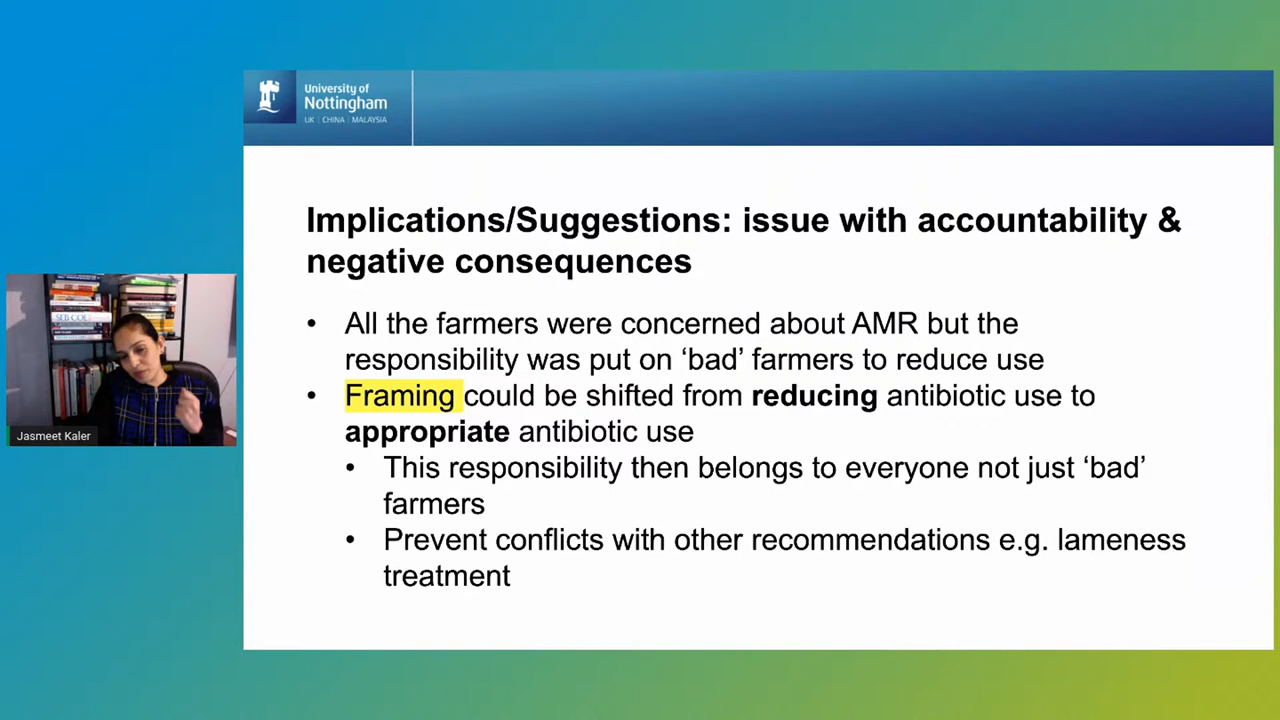 University of
Nottingham
UK | CHINA | MALAYSIA
Implications/Suggestions: issue with accountability &
negative consequences
• All the farmers were concerned about AMR but the
responsibility was put on ‘bad’ farmers to reduce use
• Framing could be shifted from reducing antibiotic use to
appropriate antibiotic use
• This responsibility then belongs to everyone not just ‘bad’
farmers
• Prevent conflicts with other recommendations e.g. lameness
treatment
Jasmeet Kaler